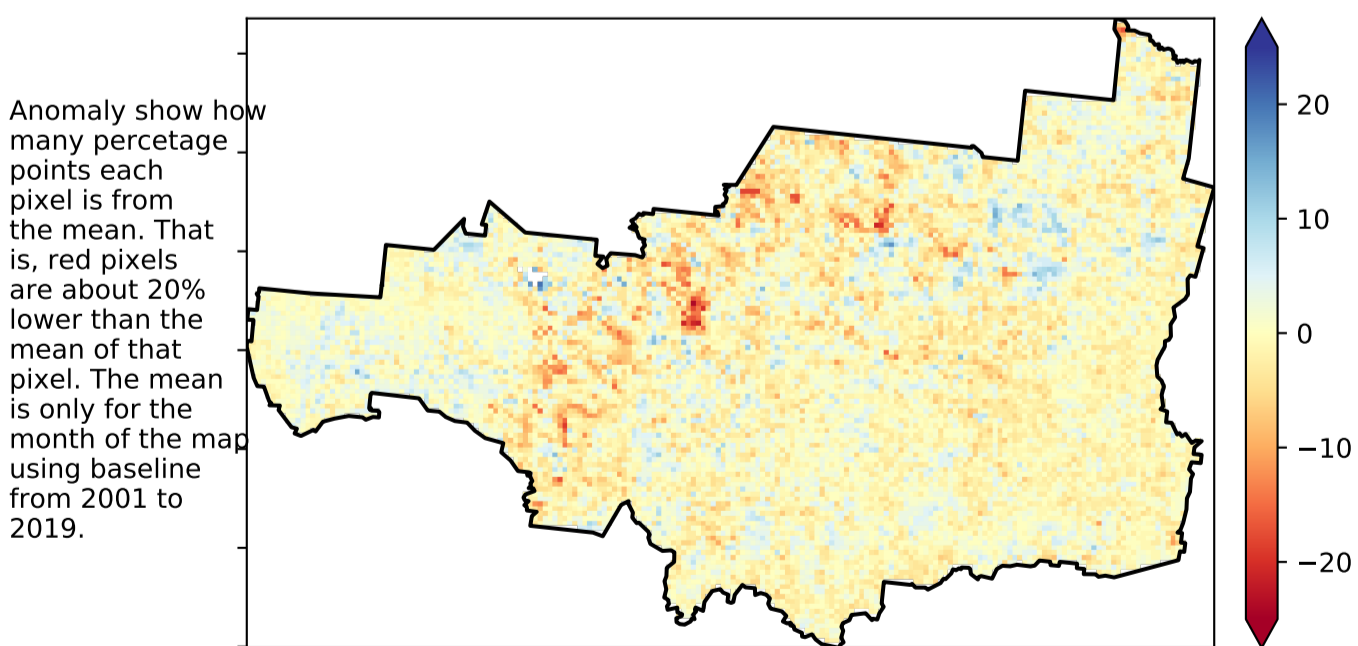 Anomaly show how
many percetage
points each
pixel is from
the mean. That
is, red pixels
are about 20%
lower than the
mean of that
pixel. The mean
is only for the
month of the map
using baseline
from 2001 to
2019.
20
10
0
−10
−20